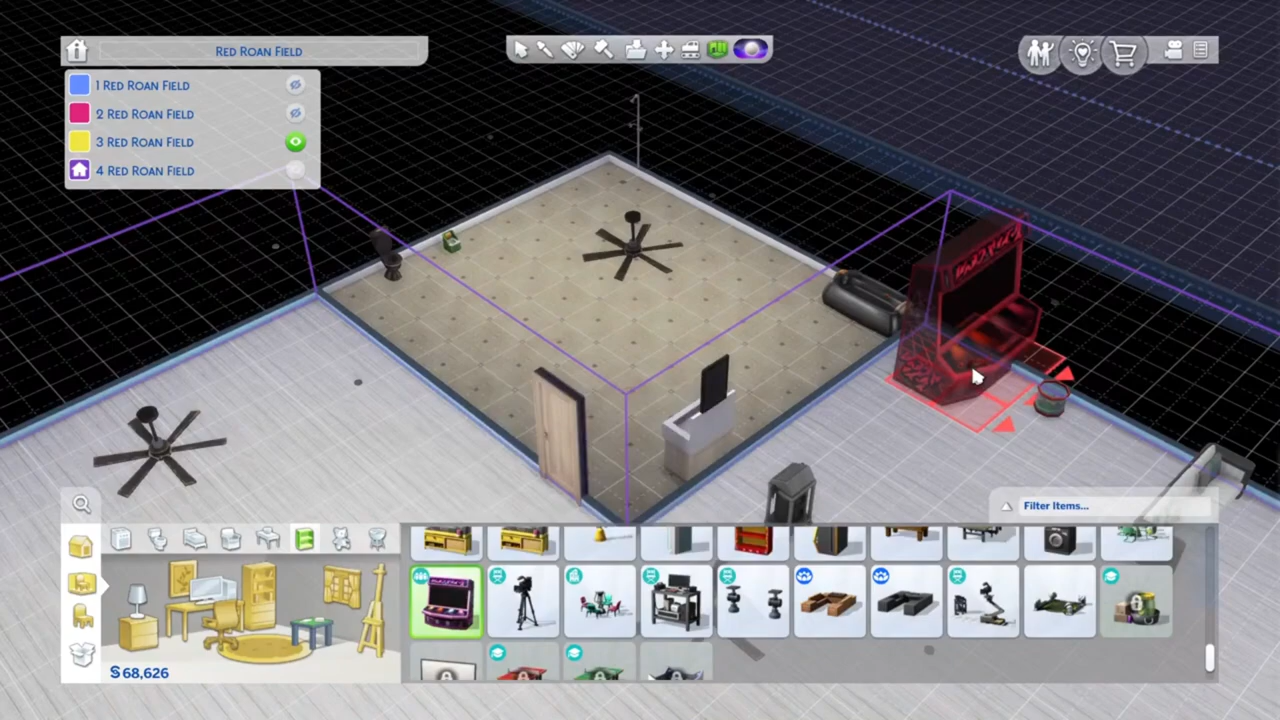 RED ROAN FIELD
1 RED ROAN FIELD
2 RED ROAN FIELD
3 RED ROAN FIELD
4 RED ROAN FIELD
Filter Items...
§68,626